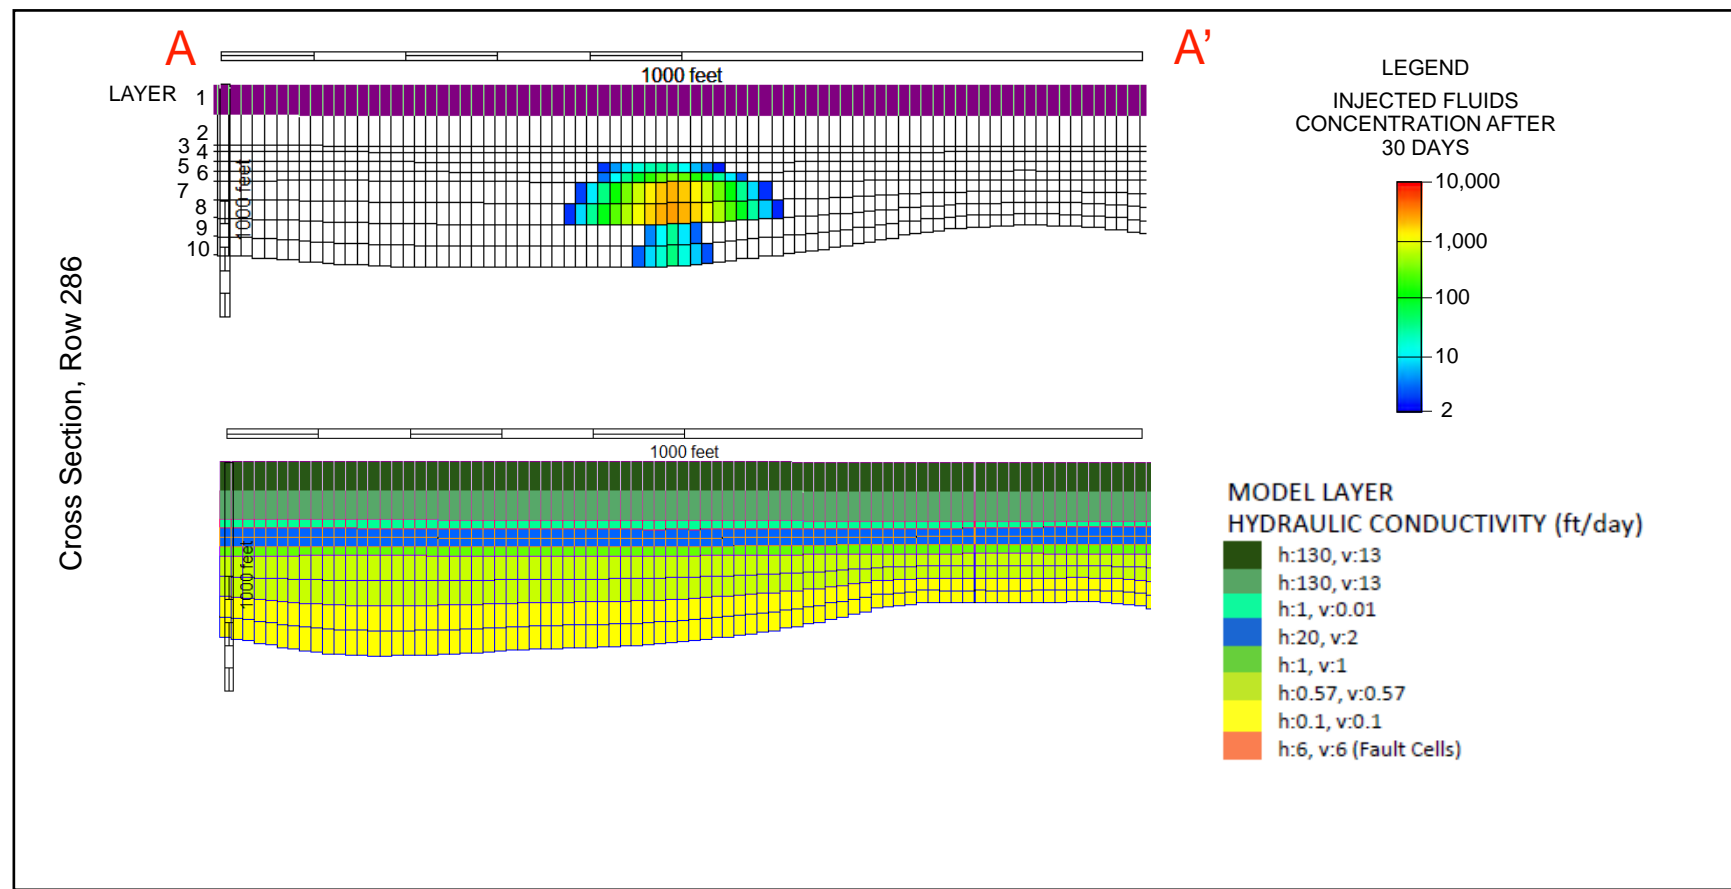 A
A’
1000 feet
LAYER 1
2
3 4
5 6
7
8
9
10
1000 feet
Cross Section, Row 286
LEGEND
INJECTED FLUIDS
CONCENTRATION AFTER
30 DAYS
10,000
1,000
100
10
2
1000 feet
1000 feet
MODEL LAYER
HYDRAULIC CONDUCTIVITY (ft/day)
h:130, v:13
h:130, v:13
h:1, v:0.01
h:20, v:2
h:1, v:1
h:0.57, v:0.57
h:0.1, v:0.1
h:6, v:6 (Fault Cells)